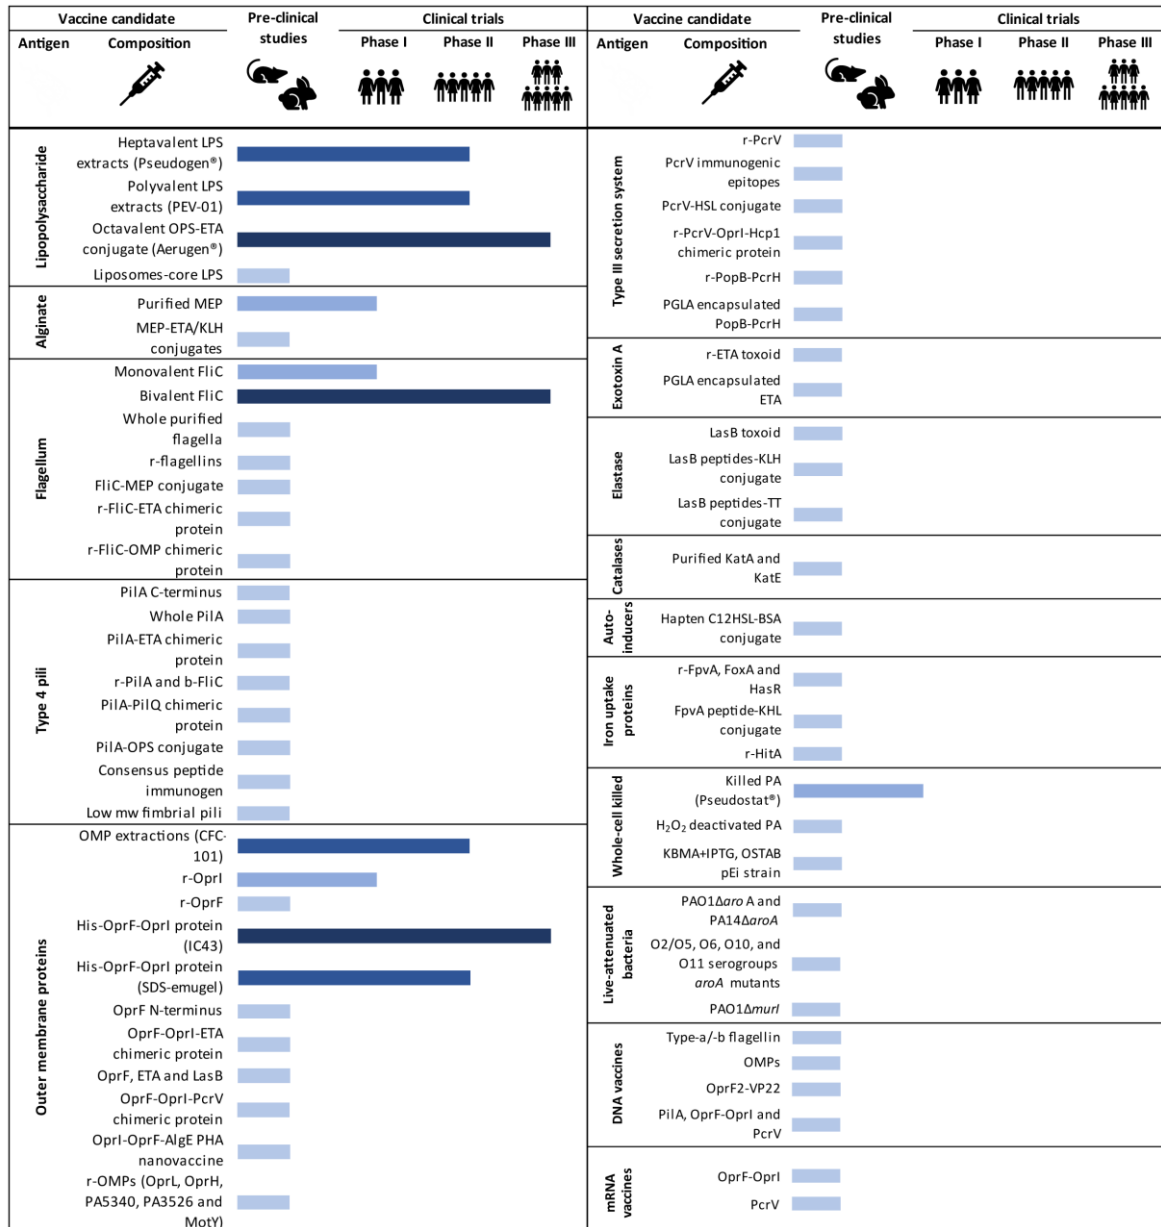 Vaccine candidate
Pre-clinical
studies
Clinical trials
Antigen
Composition
Phase I
Phase II
Phase III
Lipopolysaccharide
Heptavalent LPS
extracts (Pseudogen®)
Polyvalent LPS
extracts (PEV-01)
Octavalent OPS-ETA
conjugate (Aerugen®)
Liposomes-core LPS
Alginate
Purified MEP
MEP-ETA/KLH
conjugates
Flagellum
Monovalent FliC
Bivalent FliC
Whole purified
flagella
r-flagellins
FliC-MEP conjugate
r-FliC-ETA chimeric
protein
r-FliC-OMP chimeric
protein
Type 4 pili
PilA C-terminus
Whole PilA
PilA-ETA chimeric
protein
r-PilA and b-FliC
PilA-PilQ chimeric
protein
PilA-OPS conjugate
Consensus peptide
immunogen
Low mw fimbrial pili
Outer membrane proteins
OMP extractions (CFC-
101)
r-OprI
r-OprF
His-OprF-OprI protein
(IC43)
His-OprF-OprI protein
(SDS-emugel)
OprF N-terminus
OprF-OprI-ETA
chimeric protein
OprF, ETA and LasB
OprF-OprI-PcrV
chimeric protein
OprI-OprF-AlgE PHA
nanovaccine
r-OMPs (OprL, OprH,
PA5340, PA3526 and
MotY)
Vaccine candidate
Pre-clinical
studies
Clinical trials
Antigen
Composition
Phase I
Phase II
Phase III
Type III secretion system
r-PcrV
PcrV immunogenic
epitopes
PcrV-HSL conjugate
r-PcrV-OprI-Hcp1
chimeric protein
r-PopB-PcrH
PGLA encapsulated
PopB-PcrH
Exotoxin A
r-ETA toxoid
PGLA encapsulated
ETA
Elastase
LasB toxoid
LasB peptides-KLH
conjugate
LasB peptides-TT
conjugate
Catalases
Purified KatA and
KatE
Auto-
inducers
Hapten C12HSL-BSA
conjugate
Iron uptake
proteins
r-FpvA, FoxA and
HasR
FpvA peptide-KHL
conjugate
r-HitA
Whole-cell killed
Killed PA
(Pseudostat®)
H₂O₂ deactivated PA
KBMA+IPTG, OSTAB
pEi strain
Live-attenuated
bacteria
PAO1ΔaroA and
PA14ΔaroA
O2/O5, O6, O10, and
O11 serogroups
aroA mutants
PAO1ΔmurI
DNA vaccines
Type-a/-b flagellin
OMPs
OprF2-VP22
PilA, OprF-OprI and
PcrV
mRNA
vaccines
OprF-OprI
PcrV